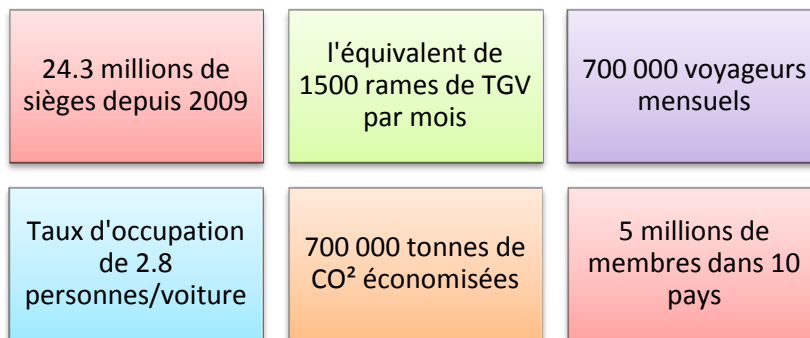 24.3 millions de
sièges depuis 2009
l'équivalent de
1500 rames de TGV
par mois
700 000 voyageurs
mensuels
Taux d'occupation
de 2.8
personnes/voiture
700 000 tonnes de
CO² économisées
5 millions de
membres dans 10
pays